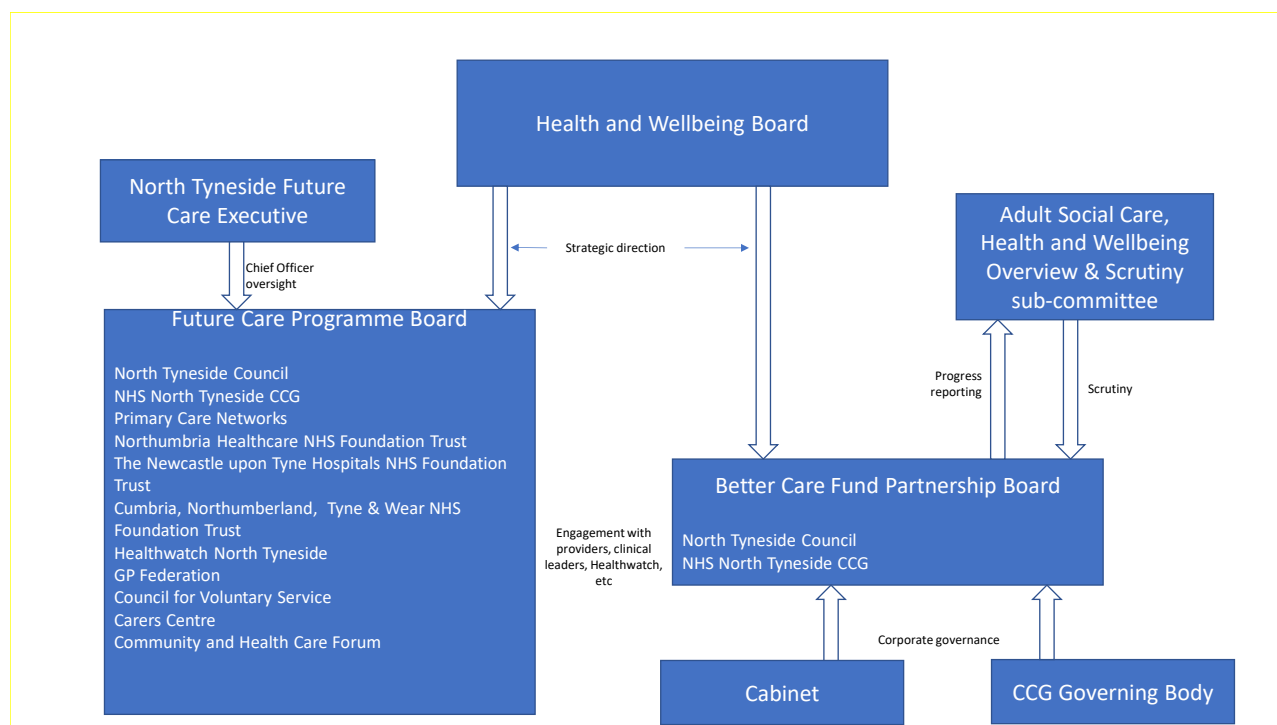 Health and Wellbeing Board
North Tyneside Future
Care Executive
Adult Social Care,
Health and Wellbeing
Overview & Scrutiny
sub-committee
Strategic direction
Chief Officer
oversight
Future Care Programme Board
North Tyneside Council
NHS North Tyneside CCG
Primary Care Networks
Northumbria Healthcare NHS Foundation Trust
The Newcastle upon Tyne Hospitals NHS Foundation
Trust
Cumbria, Northumberland, Tyne & Wear NHS
Foundation Trust
Healthwatch North Tyneside
GP Federation
Council for Voluntary Service
Carers Centre
Community and Health Care Forum
Progress
reporting
Scrutiny
Engagement with
providers, clinical
leaders, Healthwatch,
etc
Better Care Fund Partnership Board
North Tyneside Council
NHS North Tyneside CCG
Corporate governance
Cabinet
CCG Governing Body